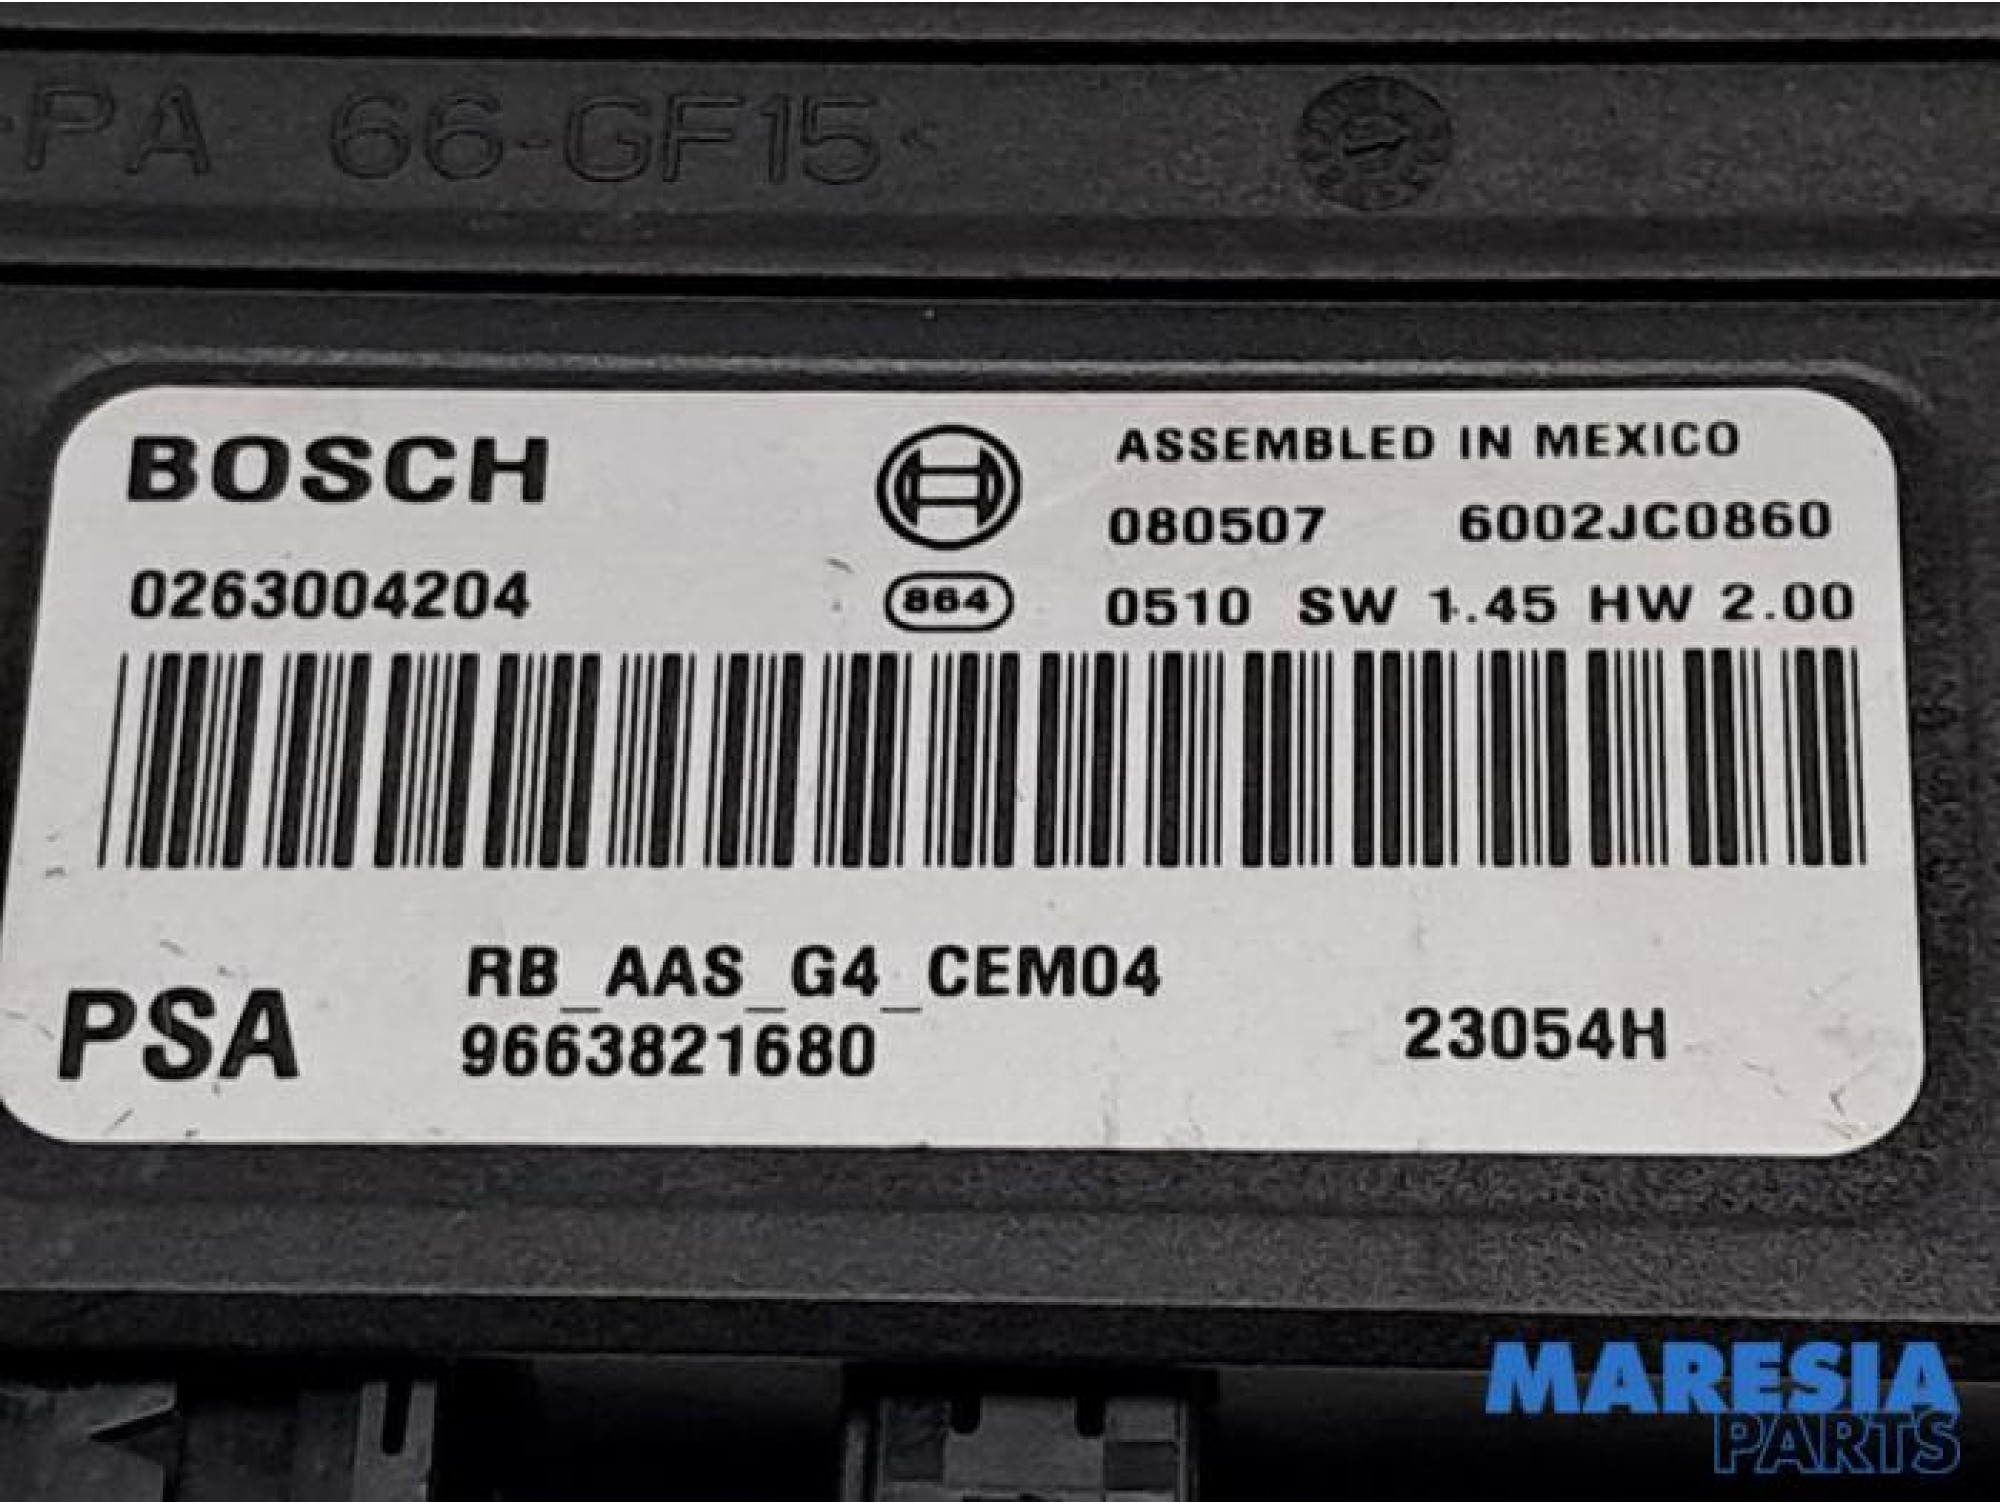 PA 66-GF15<
BOSCH
ASSEMBLED IN MEXICO
080507 6002JC0860
0263004204
864
0510 SW 1.45 HW 2.00
RB_AAS_G4_CEM04
PSA
9663821680
23054H
MARESIA
PARTS